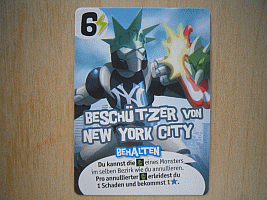 6
NY
BESCHÜTZER VON
NEW YORK CITY
BEHALTEN
Du kannst die eines Monsters
im selben Bezirk wie du annullieren.
Pro annullierter erleidest du
1 Schaden und bekommst 1